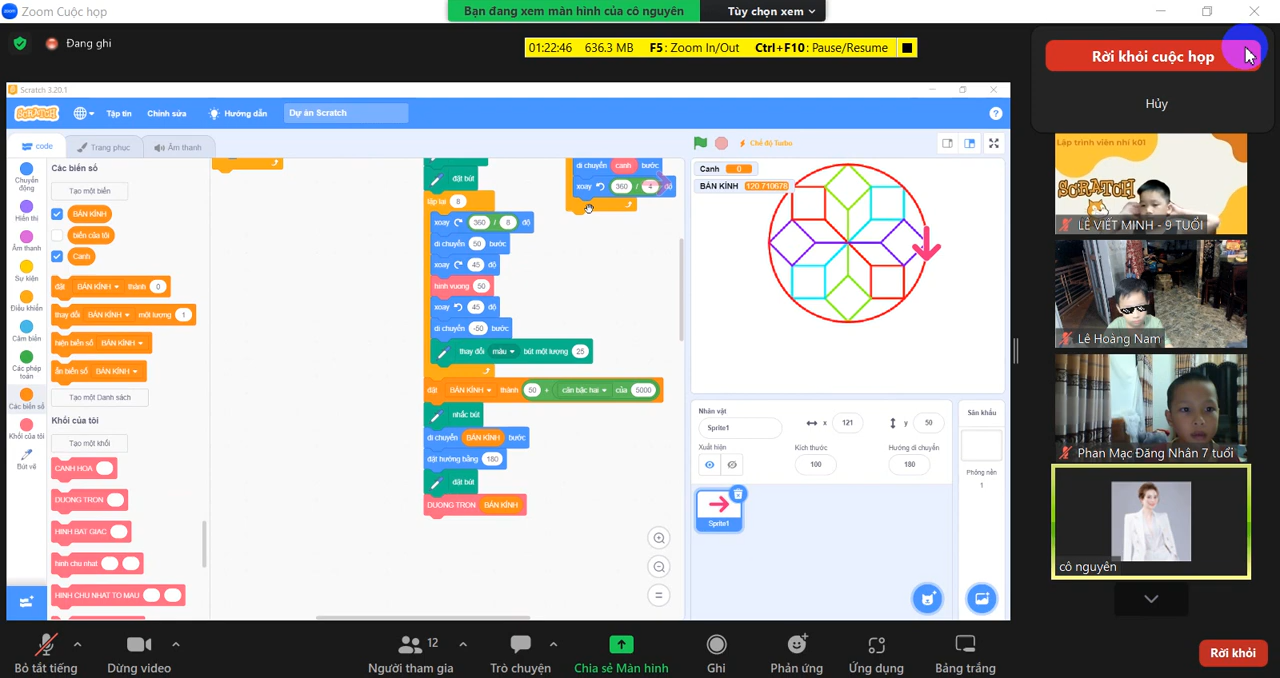 Zoom Cuộc họp
Bạn đang xem màn hình của cô nguyên
Tùy chọn xem
Đang ghi
01:22:46 636.3 MB F5: Zoom In/Out Ctrl+F10: Pause/Resume
Rời khỏi cuộc họp
Hủy
Scratch 3.20.1
SCRATCH
Tập tin
Chỉnh sửa
Hướng dẫn
Dự án Scratch
?
code
Trang phục
Âm thanh
Chế độ Turbo
Chuyển động
Hiển thị
Âm thanh
Sự kiện
Điều khiển
Cảm biến
Các phép toán
Các biến số
Khối của tôi
Bút vẽ
Các biến số
Tạo một biến
BÁN KÍNH
biến của tôi
Canh
đặt BÁN KÍNH thành 0
thay đổi BÁN KÍNH một lượng 1
hiện biến số BÁN KÍNH
ẩn biến số BÁN KÍNH
Tạo một Danh sách
Khối của tôi
Tạo một khối
CANH HOA
DUONG TRON
HINH BAT GIAC
hinh chu nhat
HINH CHU NHAT TO MAU
đặt bút
lặp lại 8
xoay 360 / 8 độ
di chuyển 50 bước
xoay 45 độ
hinh vuong 50
xoay 45 độ
di chuyển -50 bước
thay đổi màu bút một lượng 25
đặt BÁN KÍNH thành 50 + căn bậc hai của 5000
nhấc bút
di chuyển BÁN KÍNH bước
đặt hướng bằng 180
đặt bút
DUONG TRON BÁN KÍNH
di chuyển canh bước
xoay 360 / 4 độ
Canh 0
BÁN KÍNH 120.710678
Nhân vật
Sprite1
x 121
y 50
Xuất hiện
Kích thước
100
Hướng di chuyển
180
Sprite1
Sân khấu
Phông nền
1
Lập trình viên nhí k01
SCRATCH
LÊ VIẾT MINH - 9 TUỔI
Lê Hoàng Nam
Phan Mạc Đăng Nhân 7 tuổi
cô nguyên
Bỏ tắt tiếng
Dừng video
12
Người tham gia
Trò chuyện
Chia sẻ Màn hình
Ghi
Phản ứng
Ứng dụng
Bảng trắng
Rời khỏi